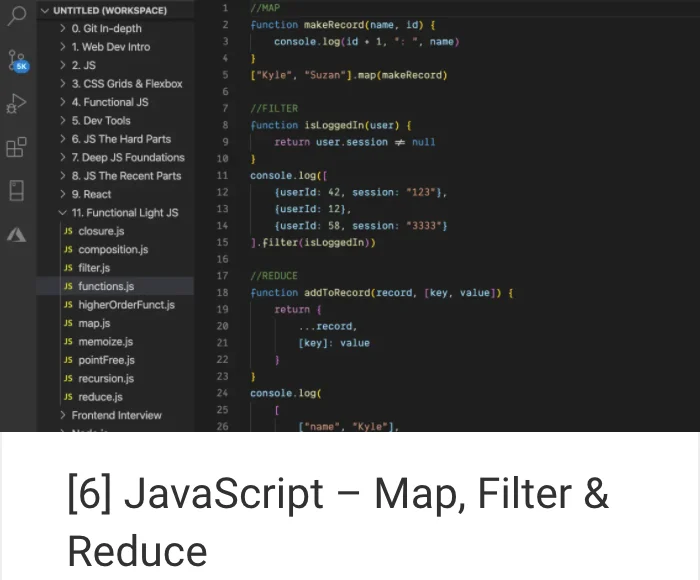 UNTITLED (WORKSPACE)
0. Git In-depth
1. Web Dev Intro
2. JS
3. CSS Grids & Flexbox
4. Functional JS
5. Dev Tools
6. JS The Hard Parts
7. Deep JS Foundations
8. JS The Recent Parts
9. React
11. Functional Light JS
JS closure.js
JS composition.js
JS filter.js
JS functions.js
JS higherOrderFunct.js
JS map.js
JS memoize.js
JS pointFree.js
JS recursion.js
JS reduce.js
Frontend Interview
5K
1 //MAP
2 function makeRecord(name, id) {
3 console.log(id + 1, ": ", name)
4 }
5 ["Kyle", "Suzan"].map(makeRecord)
6
7 //FILTER
8 function isLoggedIn(user) {
9 return user.session ≠ null
10 }
11 console.log([
12 {userId: 42, session: "123"},
13 {userId: 12},
14 {userId: 58, session: "3333"}
15 ].filter(isLoggedIn))
16
17 //REDUCE
18 function addToRecord(record, [key, value]) {
19 return {
20 ...record,
21 [key]: value
22 }
23 }
24 console.log(
25 [
26 ["name", "Kyle"],
[6] JavaScript – Map, Filter &
Reduce